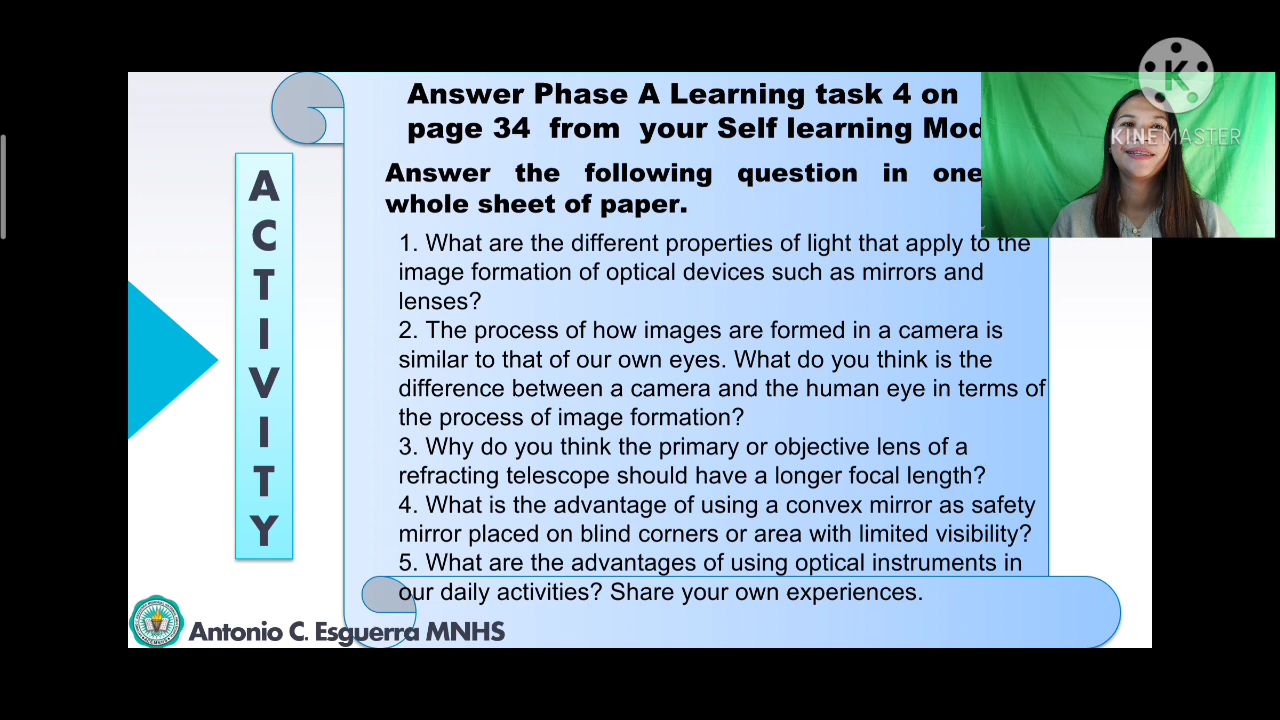 Answer Phase A Learning task 4 on
page 34 from your Self learning Mod
Answer the following question in one
whole sheet of paper.
1. What are the different properties of light that apply to the
image formation of optical devices such as mirrors and
lenses?
2. The process of how images are formed in a camera is
similar to that of our own eyes. What do you think is the
difference between a camera and the human eye in terms of
the process of image formation?
3. Why do you think the primary or objective lens of a
refracting telescope should have a longer focal length?
4. What is the advantage of using a convex mirror as safety
mirror placed on blind corners or area with limited visibility?
5. What are the advantages of using optical instruments in
our daily activities? Share your own experiences.
A
C
T
I
V
I
T
Y
Antonio C. Esguerra MNHS
K
KINEMASTER